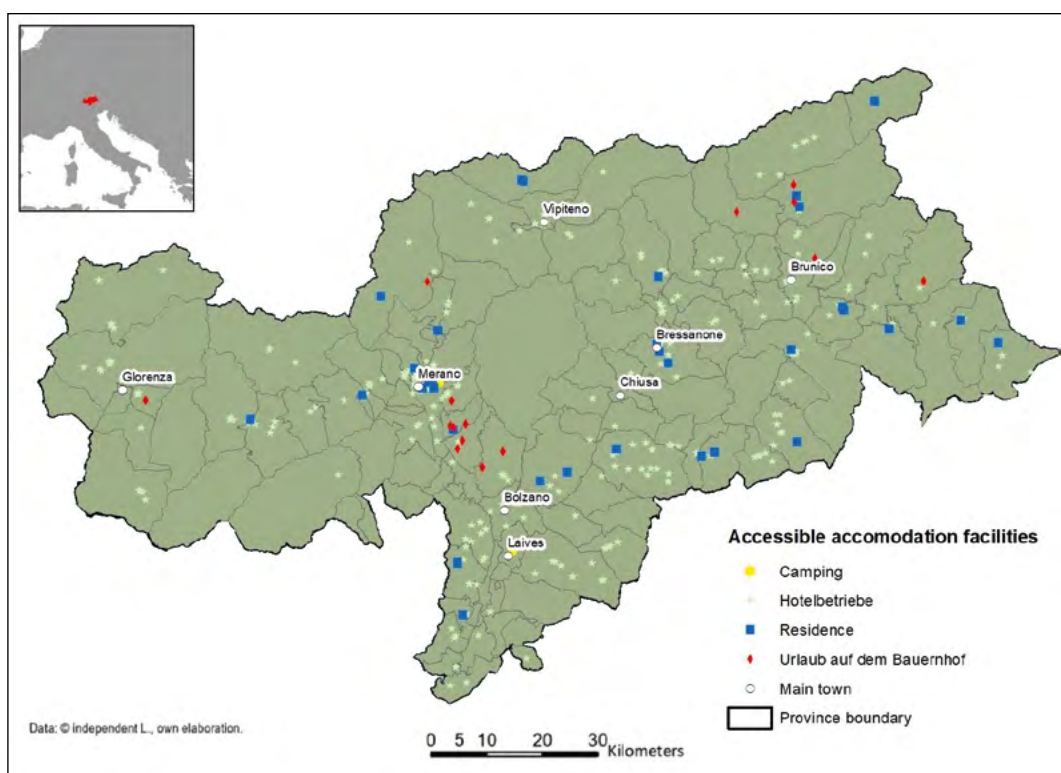 Vipiteno
Brunico
Bressanone
Glorenza
Merano
Chiusa
Bolzano
Laives
Accessible accomodation facilities
Camping
Hotelbetriebe
Residence
Urlaub auf dem Bauernhof
Main town
Province boundary
Data: © independent L., own elaboration.
0 5 10 20 30 Kilometers